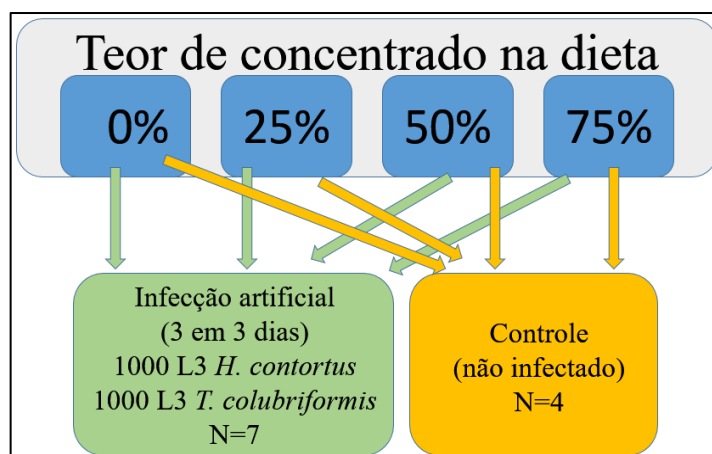 Teor de concentrado na dieta
0% 25% 50% 75%
Infecção artificial
(3 em 3 dias)
1000 L3 H. contortus
1000 L3 T. colubriformis
N=7
Controle
(não infectado)
N=4